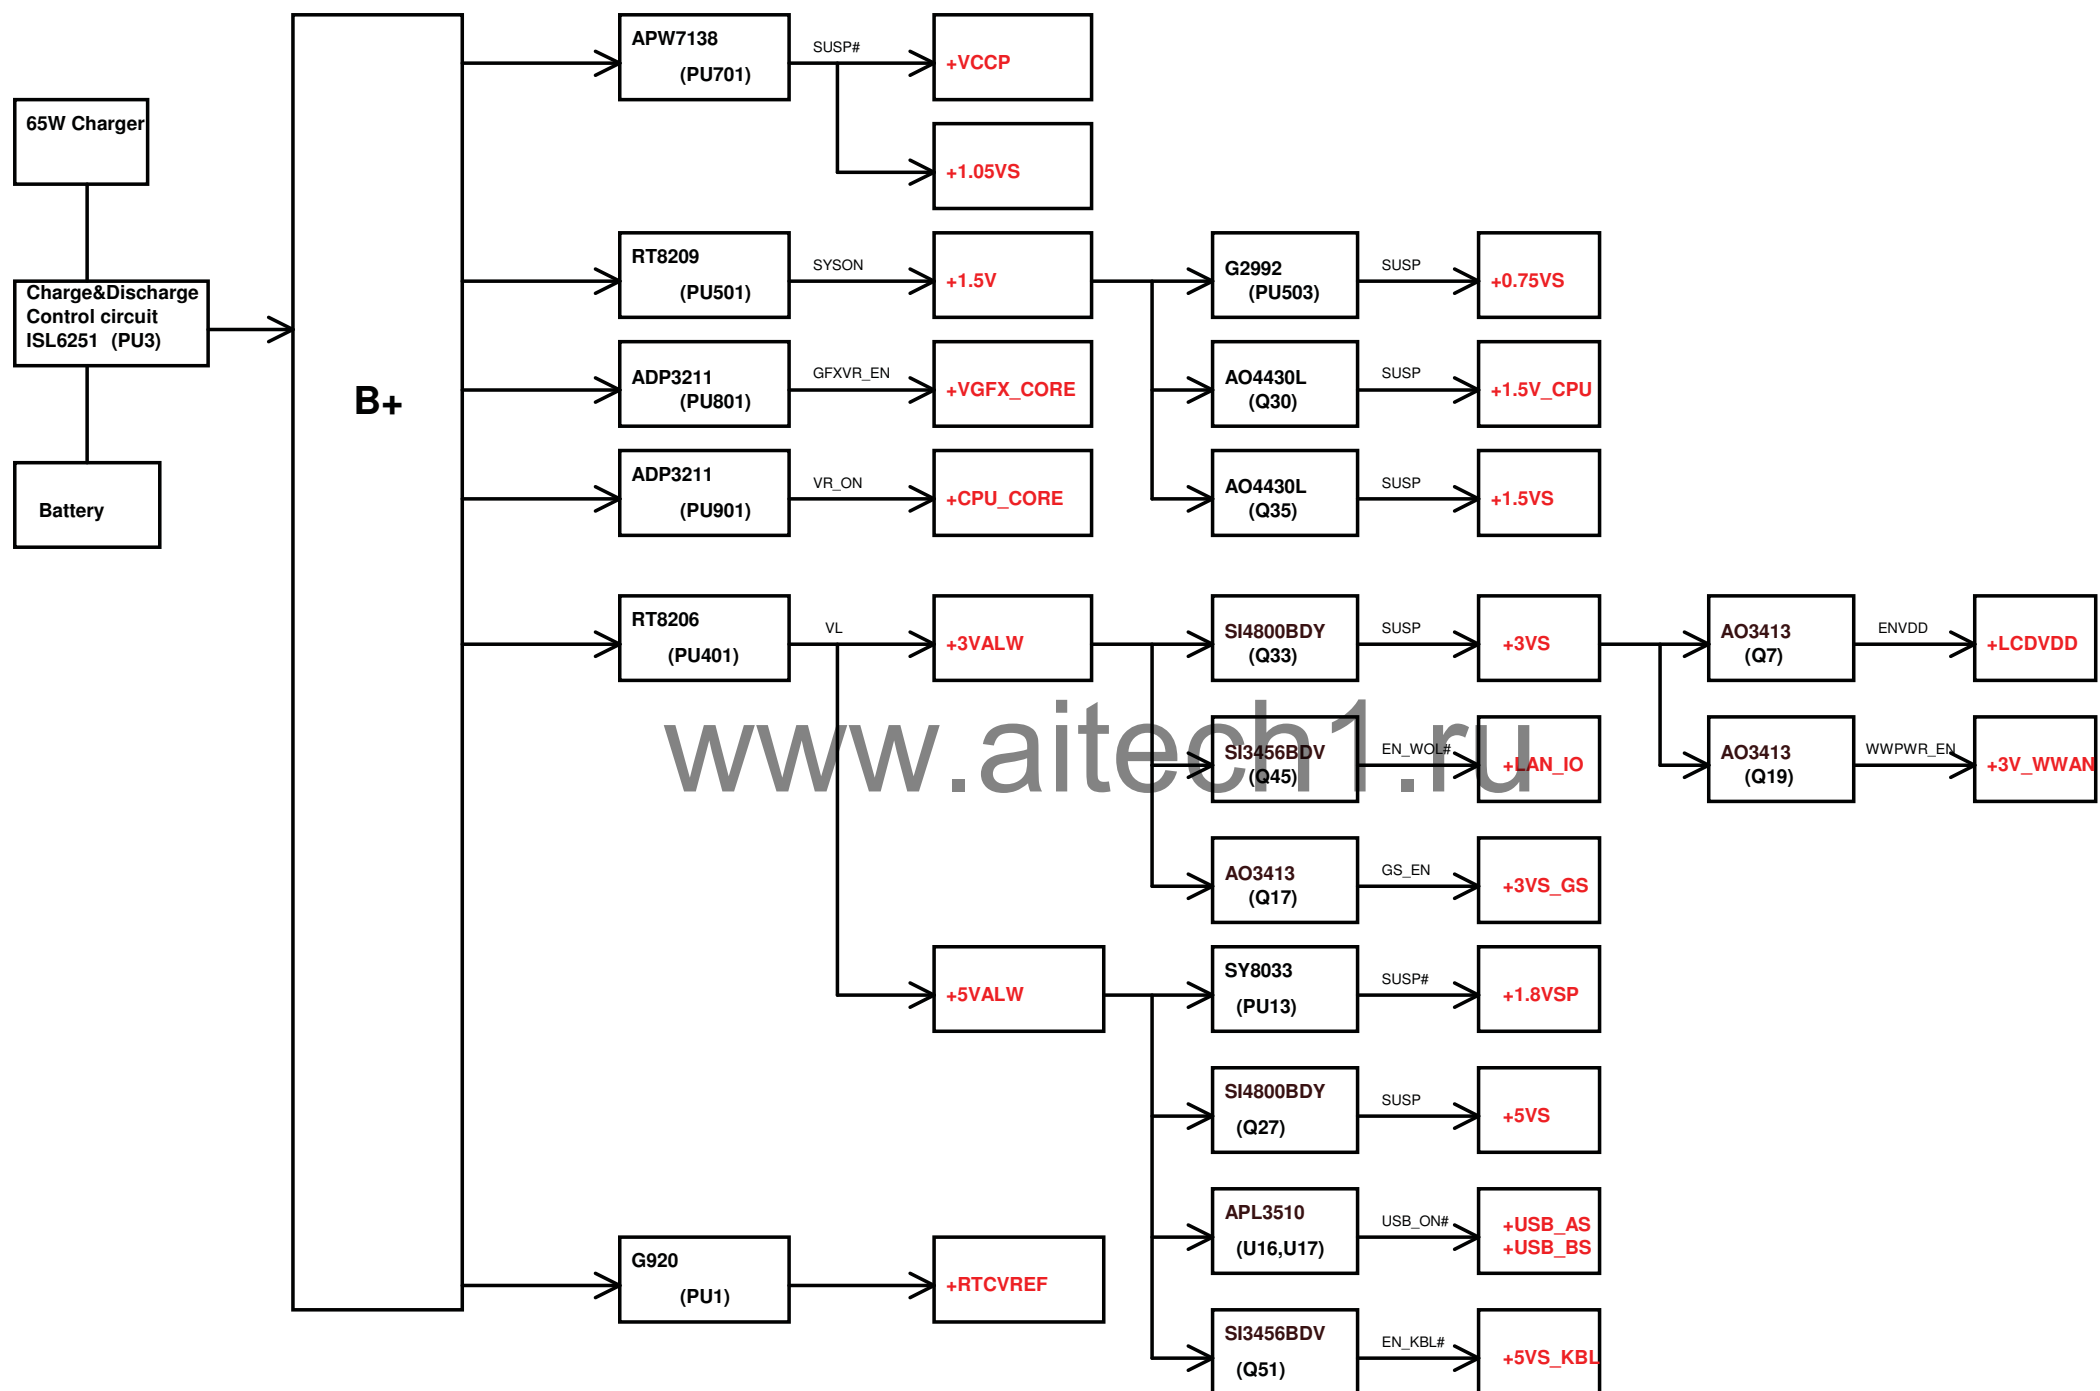 65W Charger
Charge&Discharge
Control circuit
ISL6251 (PU3)
Battery
B+
APW7138
(PU701)
SUSP#
+VCCP
+1.05VS
RT8209
(PU501)
SYSON
+1.5V
G2992
(PU503)
SUSP
+0.75VS
ADP3211
(PU801)
GFXVR_EN
+VGFX_CORE
AO4430L
(Q30)
SUSP
+1.5V_CPU
ADP3211
(PU901)
VR_ON
+CPU_CORE
AO4430L
(Q35)
SUSP
+1.5VS
RT8206
(PU401)
VL
+3VALW
SI4800BDY
(Q33)
SUSP
+3VS
AO3413
(Q7)
ENVDD
+LCDVDD
SI3456BDV
(Q45)
EN_WOL#
+LAN_IO
AO3413
(Q19)
WWPWR_EN
+3V_WWAN
www.aitech1.ru
AO3413
(Q17)
GS_EN
+3VS_GS
+5VALW
SY8033
(PU13)
SUSP#
+1.8VSP
SI4800BDY
(Q27)
SUSP
+5VS
APL3510
(U16,U17)
USB_ON#
+USB_AS
+USB_BS
G920
(PU1)
+RTCVREF
SI3456BDV
(Q51)
EN_KBL#
+5VS_KBL